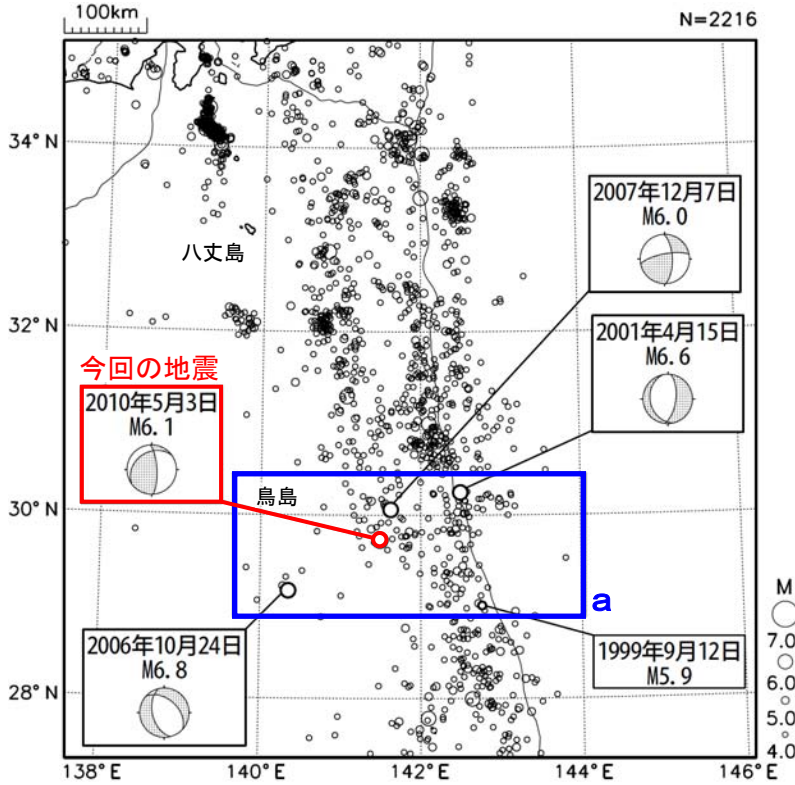 100km
N=2216
34°N
32°N
30°N
28°N
138°E
140°E
142°E
144°E
146°E
八丈島
鳥島
今回の地震
2010年5月3日
M6.1
2007年12月7日
M6.0
2001年4月15日
M6.6
2006年10月24日
M6.8
1999年9月12日
M5.9
a
M
7.0
6.0
5.0
4.0